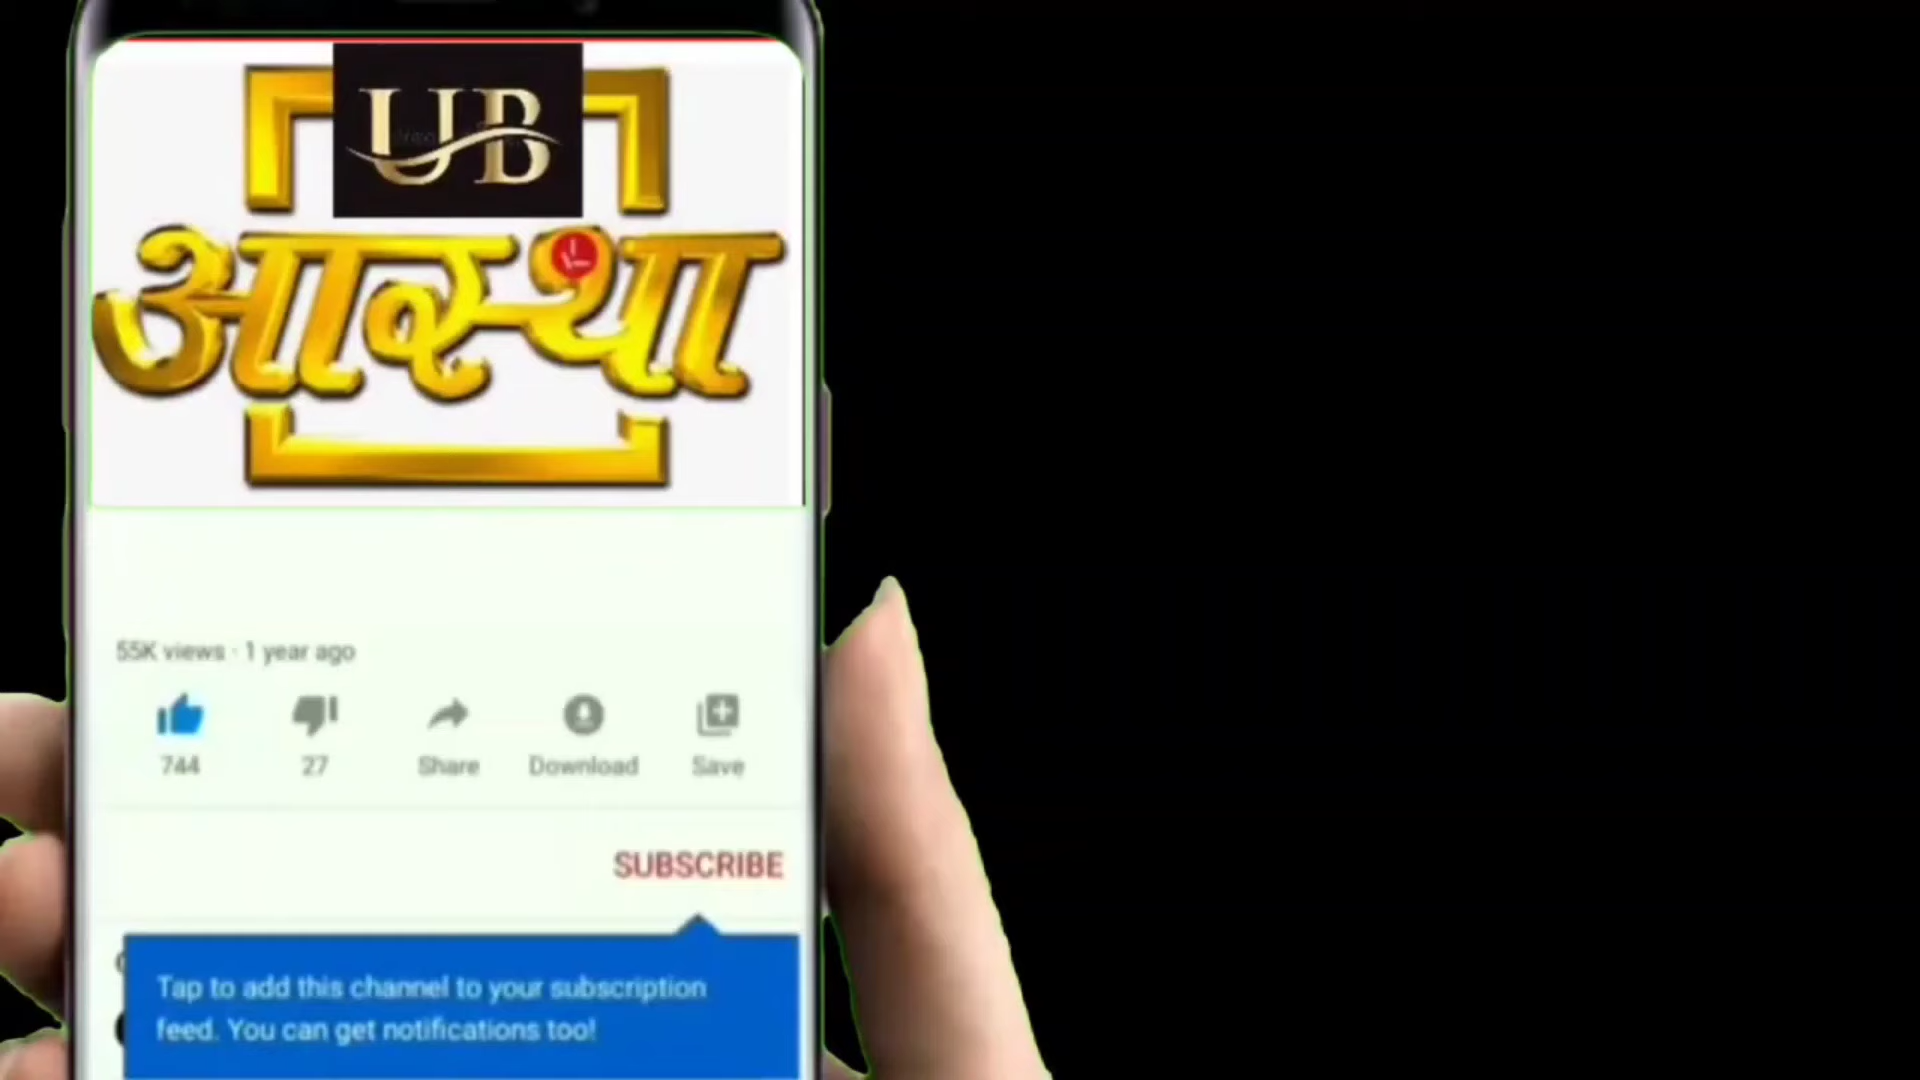 UB
आस्था
55K views · 1 year ago
744
27
Share
Download
Save
SUBSCRIBE
Tap to add this channel to your subscription
feed. You can get notifications too!